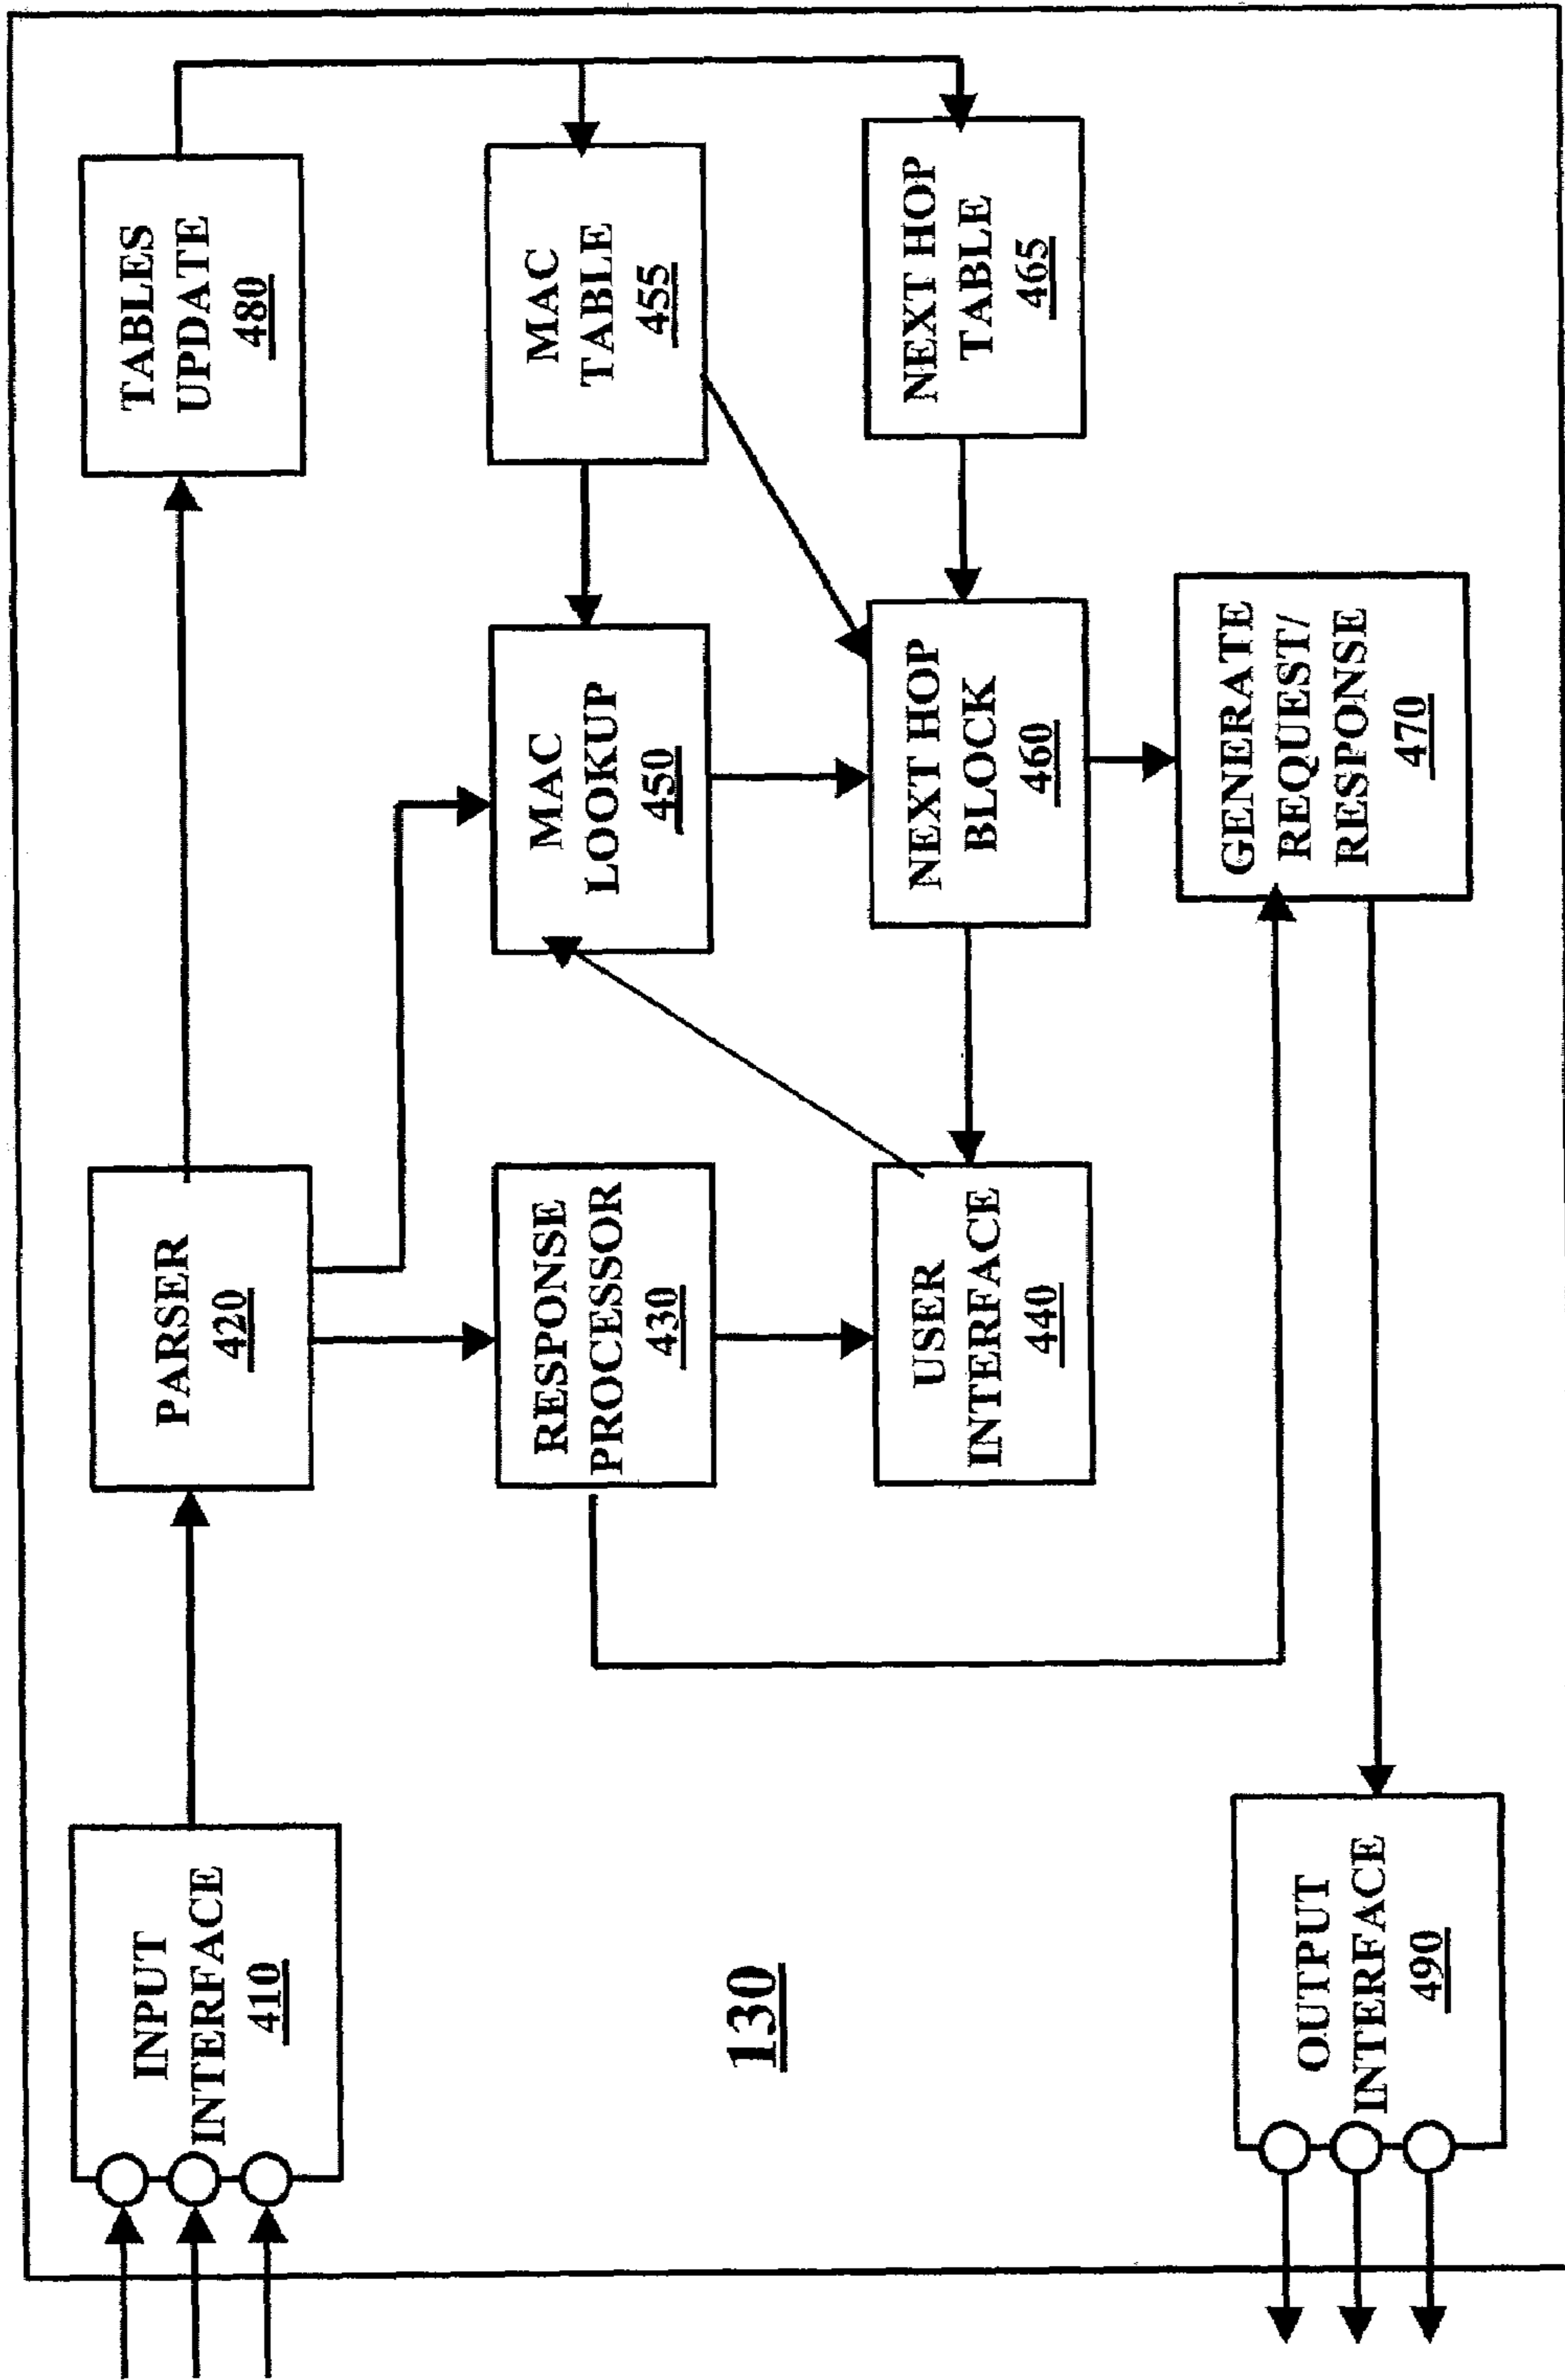 INPUT
INTERFACE
410
PARSER
420
TABLES
UPDATE
480
RESPONSE
PROCESSOR
430
MAC
LOOKUP
450
MAC
TABLE
455
USER
INTERFACE
440
NEXT HOP
BLOCK
460
NEXT HOP
TABLE
465
130
OUTPUT
INTERFACE
490
GENERATE
REQUEST/
RESPONSE
470